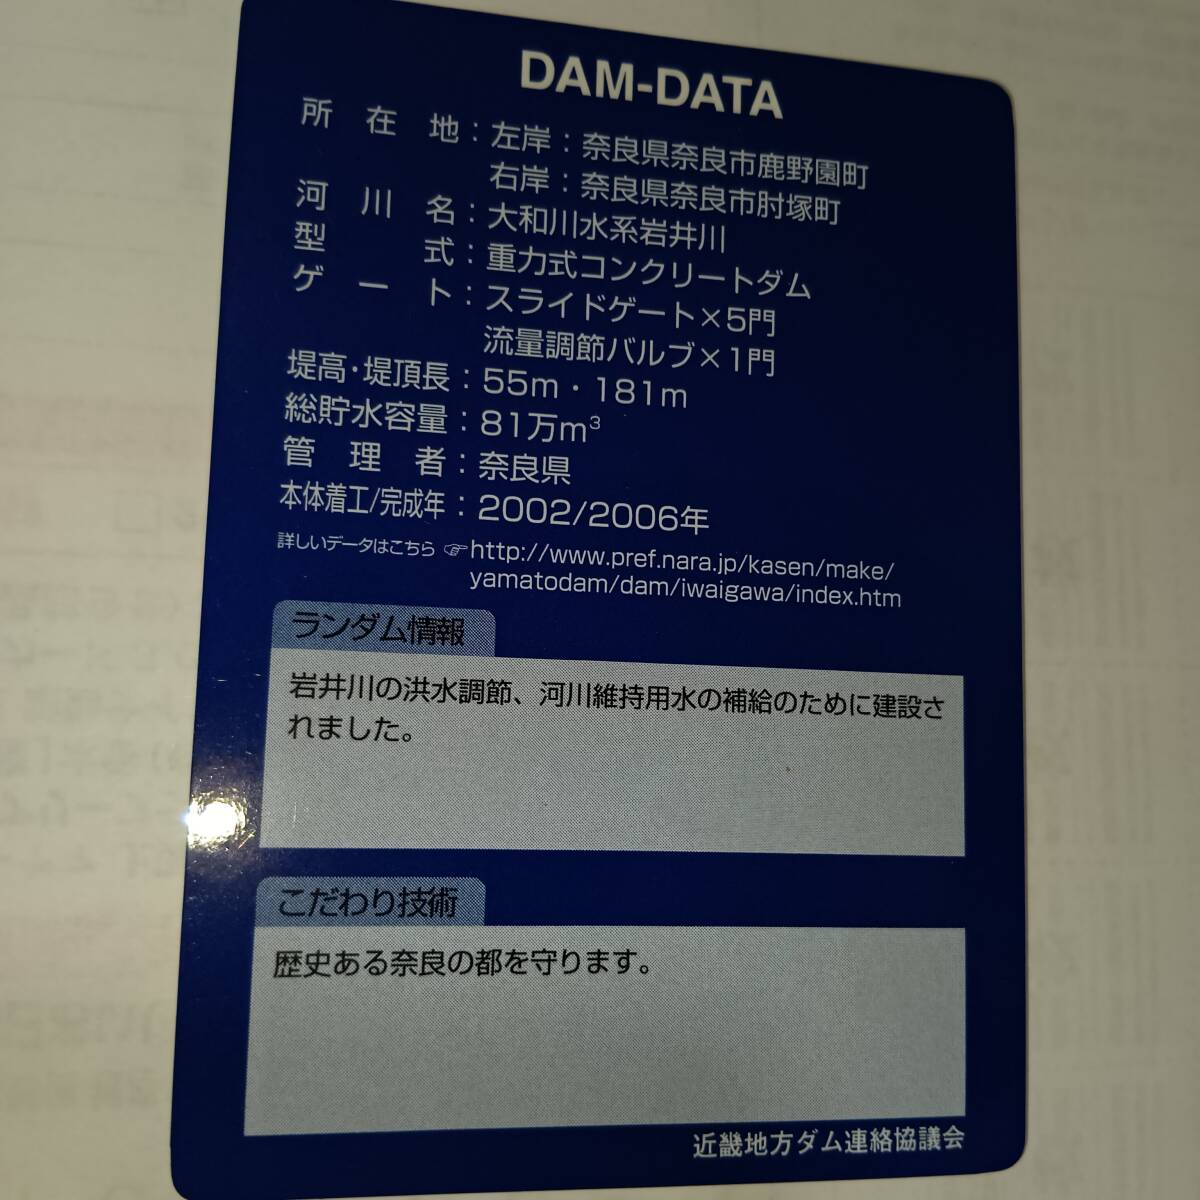 DAM-DATA
所在地：左岸：奈良県奈良市鹿野園町
右岸：奈良県奈良市肘塚町
河川名：大和川水系岩井川
型式：重力式コンクリートダム
ゲート：スライドゲート×5門
流量調節バルブ×1門
堤高・堤頂長：55m・181m
総貯水容量：81万m³
管理者：奈良県
本体着工/完成年：2002/2006年
詳しいデータはこちら ☞http://www.pref.nara.jp/kasen/make/
yamatodam/dam/iwaigawa/index.htm
ランダム情報
岩井川の洪水調節、河川維持用水の補給のために建設さ
れました。
こだわり技術
歴史ある奈良の都を守ります。
近畿地方ダム連絡協議会